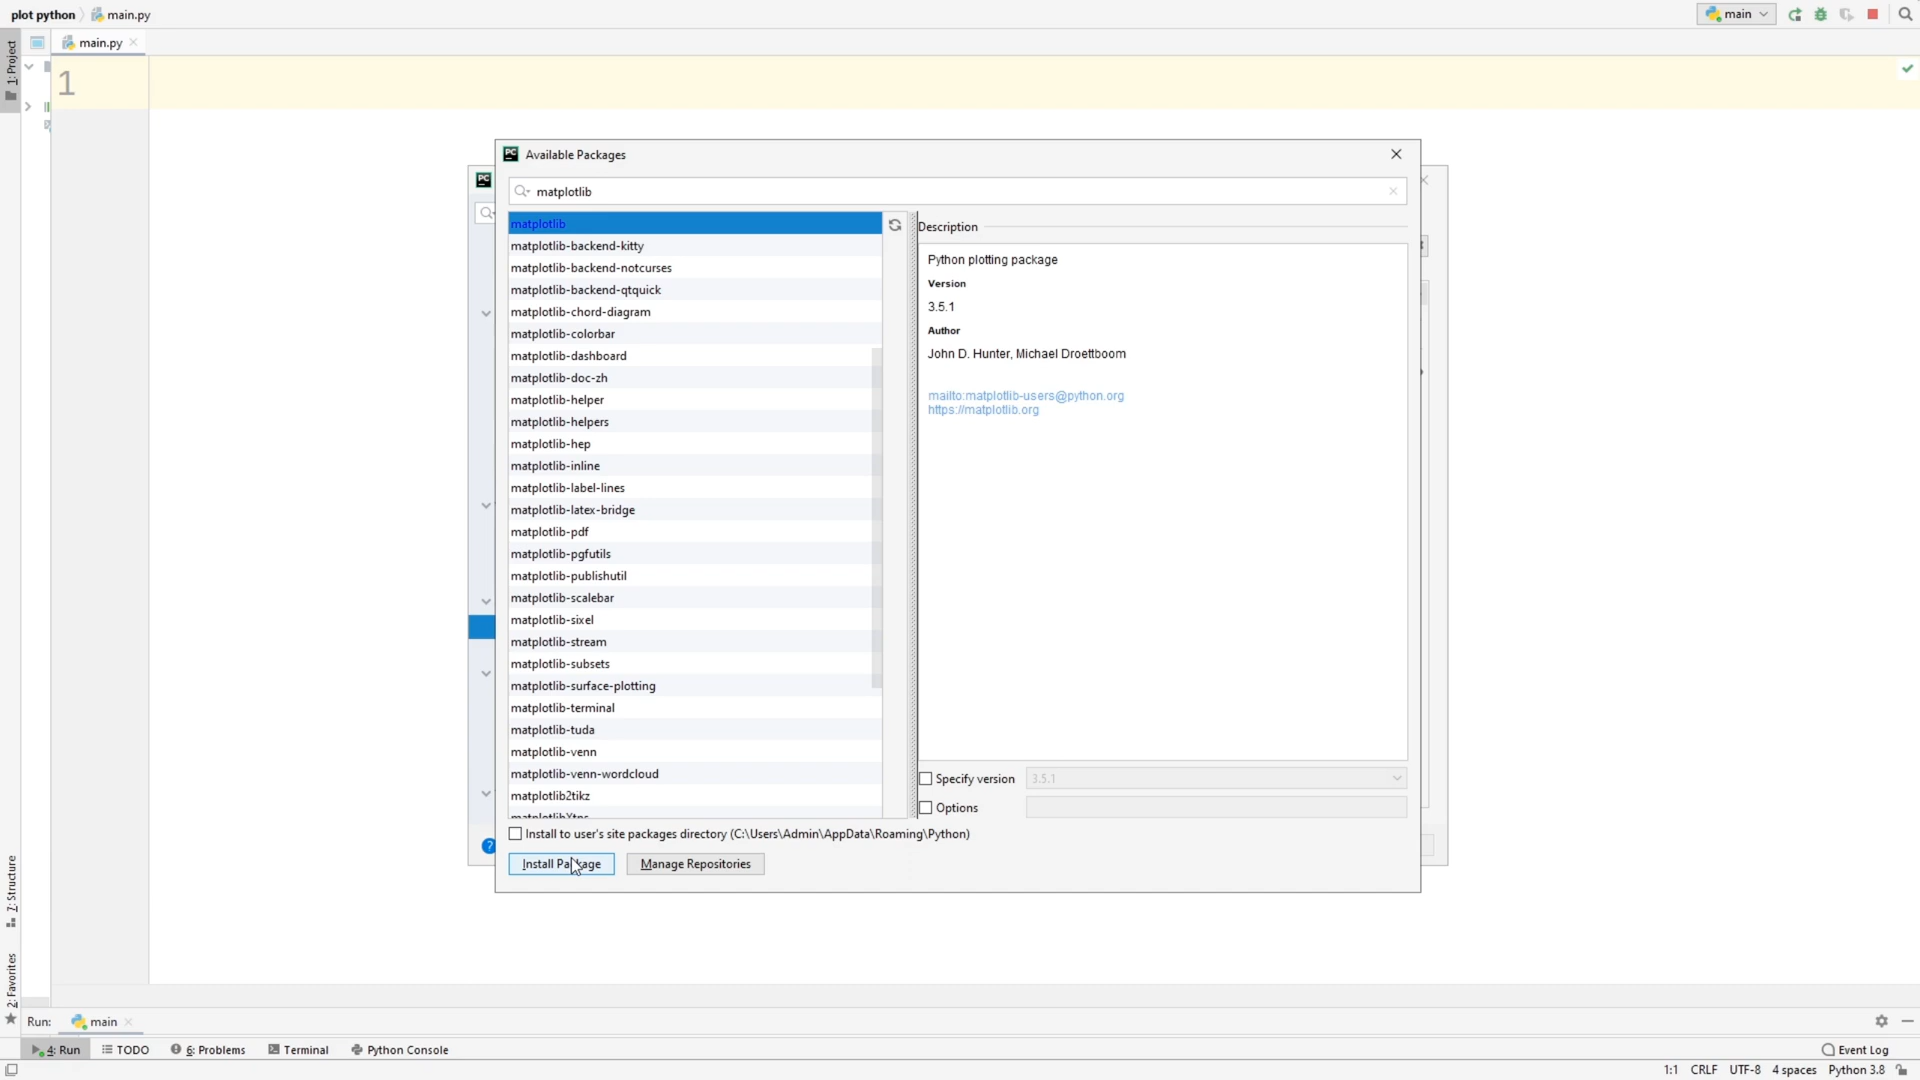 plot python
main.py
main
main.py
1: Project
1
PC
Available Packages
PC
matplotlib
matplotlib
matplotlib-backend-kitty
matplotlib-backend-notcurses
matplotlib-backend-qtquick
matplotlib-chord-diagram
matplotlib-colorbar
matplotlib-dashboard
matplotlib-doc-zh
matplotlib-helper
matplotlib-helpers
matplotlib-hep
matplotlib-inline
matplotlib-label-lines
matplotlib-latex-bridge
matplotlib-pdf
matplotlib-pgfutils
matplotlib-publishutil
matplotlib-scalebar
matplotlib-sixel
matplotlib-stream
matplotlib-subsets
matplotlib-surface-plotting
matplotlib-terminal
matplotlib-tuda
matplotlib-venn
matplotlib-venn-wordcloud
matplotlib2tikz
Description
Python plotting package
Version
3.5.1
Author
John D. Hunter, Michael Droettboom
mailto:matplotlib-users@python.org
https://matplotlib.org
Specify version
3.5.1
Options
Install to user's site packages directory (C:\Users\Admin\AppData\Roaming\Python)
Install Package
Manage Repositories
?
7: Structure
2: Favorites
Run:
main
4: Run
TODO
6: Problems
Terminal
Python Console
Event Log
1:1
CRLF
UTF-8
4 spaces
Python 3.8